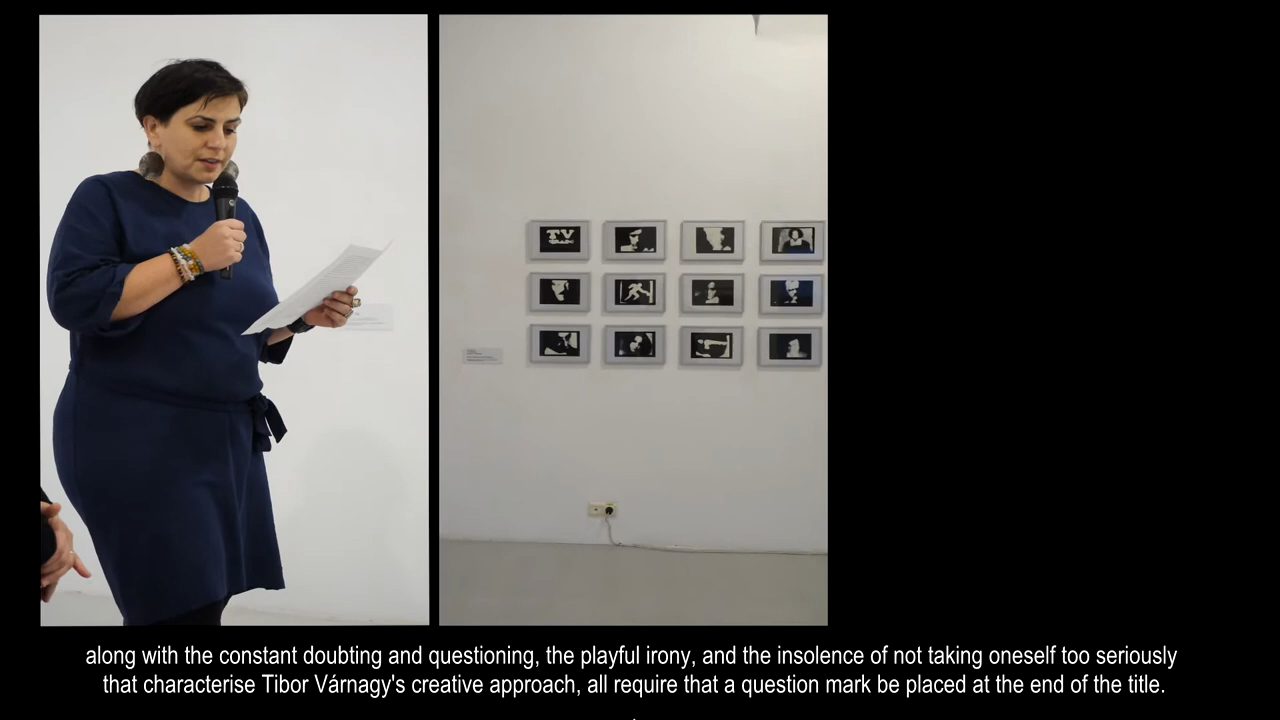 TV
along with the constant doubting and questioning, the playful irony, and the insolence of not taking oneself too seriously
that characterise Tibor Várnagy's creative approach, all require that a question mark be placed at the end of the title.